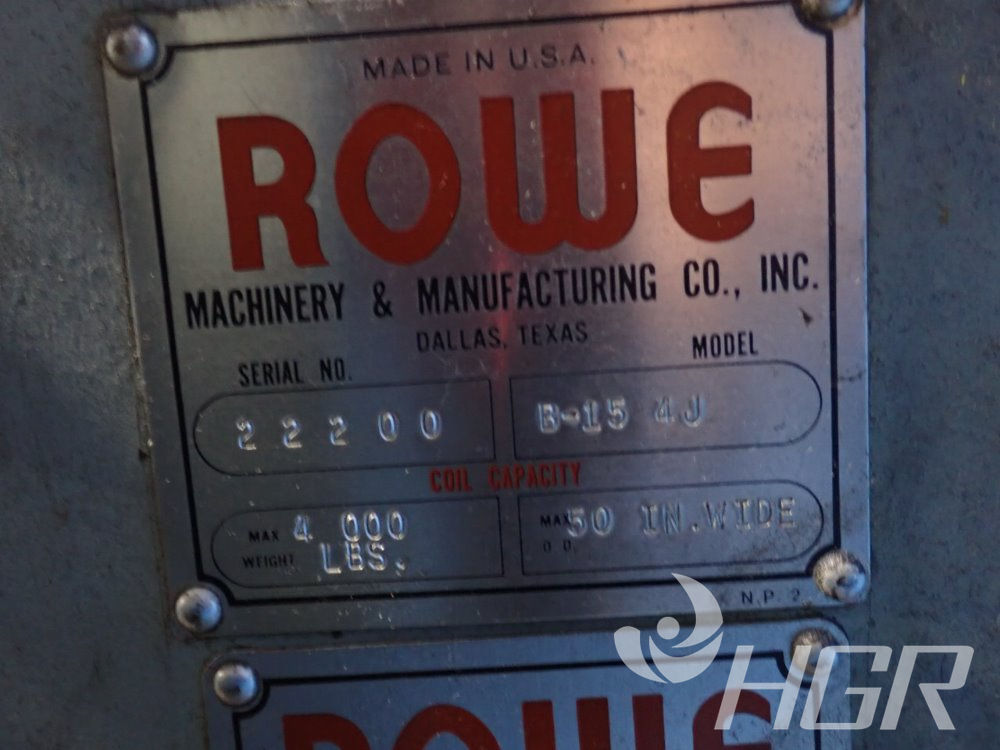 MADE IN U.S.A.
ROWE
MACHINERY & MANUFACTURING CO., INC.
DALLAS, TEXAS
SERIAL NO. MODEL
22200 B-15 4J
COIL CAPACITY
MAX WEIGHT 4 000 LBS.
MAX O.D. 50 IN.WIDE
N.P. 2
ROWE
HGR